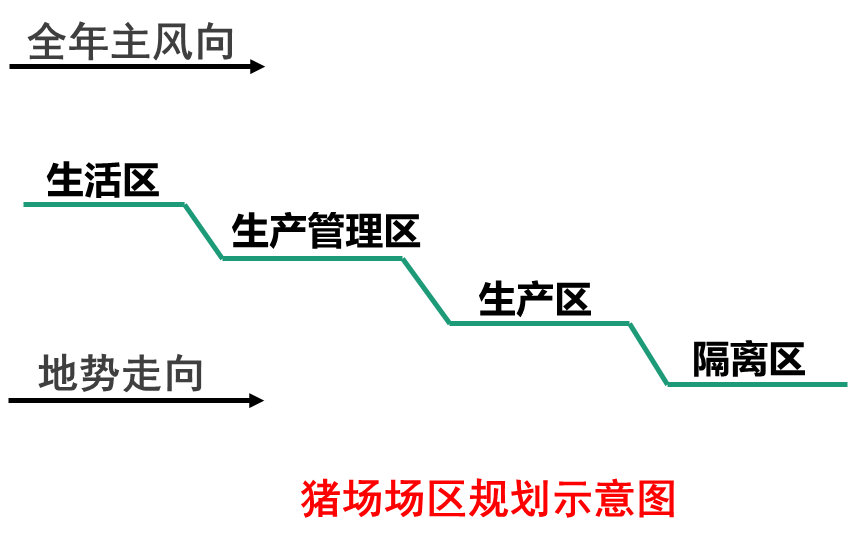 全年主风向
生活区
生产管理区
生产区
隔离区
地势走向
猪场场区规划示意图